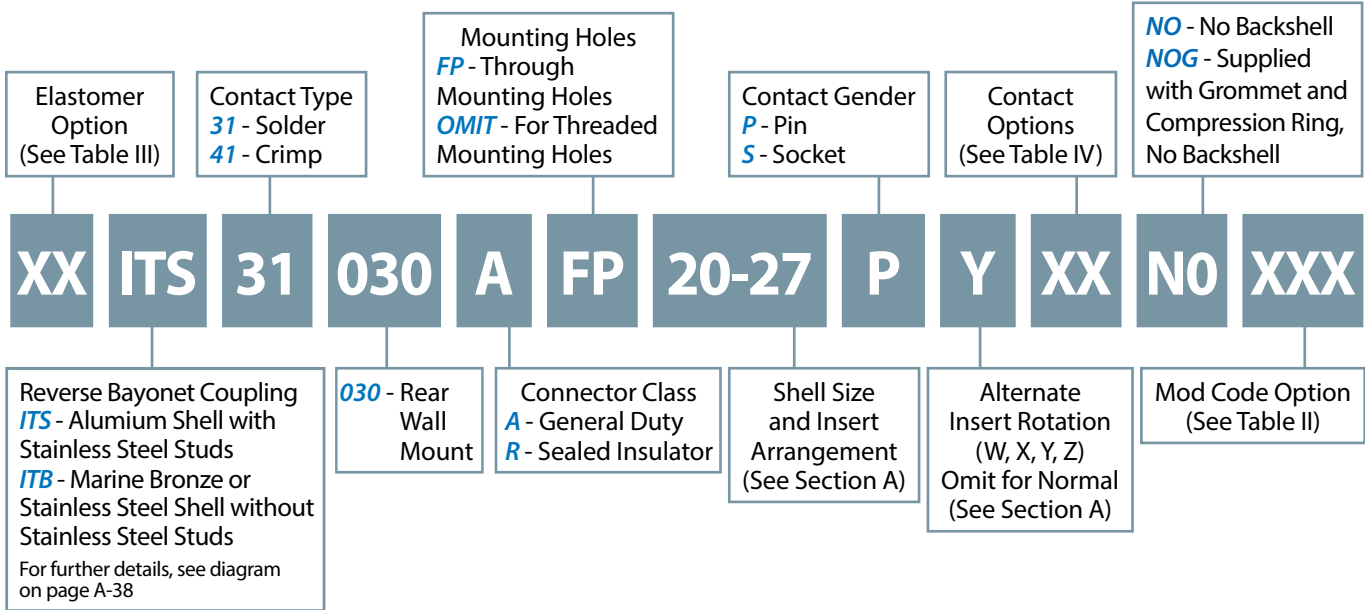 Elastomer
Option
(See Table III)
Contact Type
31 - Solder
41 - Crimp
Mounting Holes
FP - Through
Mounting Holes
OMIT - For Threaded
Mounting Holes
Contact Gender
P - Pin
S - Socket
Contact
Options
(See Table IV)
NO - No Backshell
NOG - Supplied
with Grommet and
Compression Ring,
No Backshell
XX ITS 31 030 A FP 20-27 P Y XX N0 XXX
Reverse Bayonet Coupling
ITS - Alumium Shell with
Stainless Steel Studs
ITB - Marine Bronze or
Stainless Steel Shell without
Stainless Steel Studs
For further details, see diagram
on page A-38
030 - Rear
Wall
Mount
Connector Class
A - General Duty
R - Sealed Insulator
Shell Size
and Insert
Arrangement
(See Section A)
Alternate
Insert Rotation
(W, X, Y, Z)
Omit for Normal
(See Section A)
Mod Code Option
(See Table II)